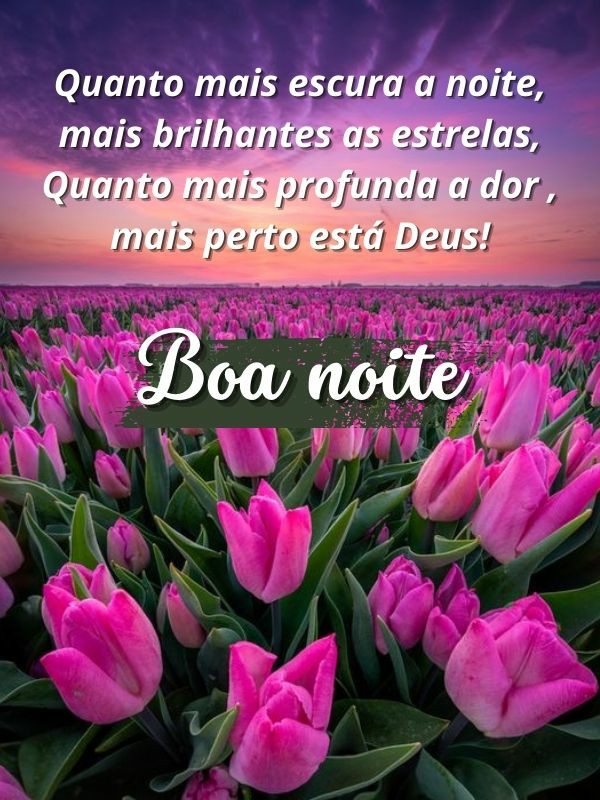 Quanto mais escura a noite,
mais brilhantes as estrelas,
Quanto mais profunda a dor ,
mais perto está Deus!
Boa noite